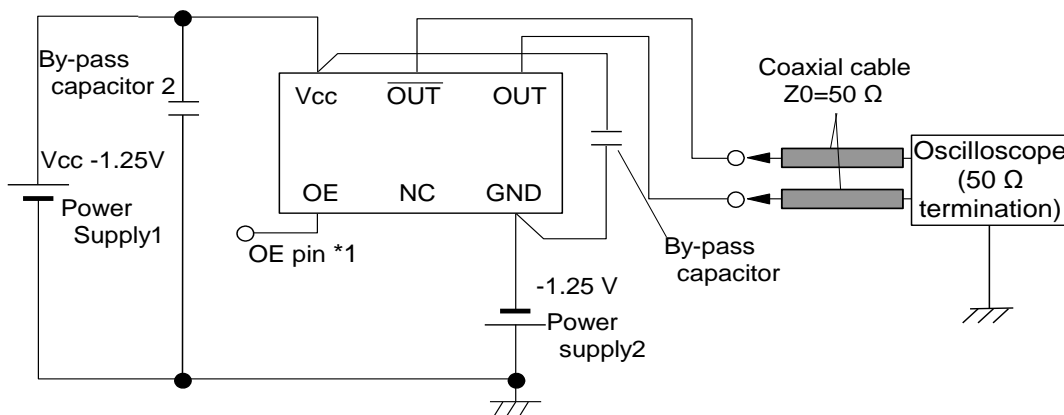 By-pass
capacitor 2
Vcc -1.25V
Power
Supply1
Vcc OUT OUT
OE NC GND
OE pin *1
-1.25 V
Power
supply2
By-pass
capacitor
Coaxial cable
Z0=50 Ω
Oscilloscope
(50 Ω
termination)